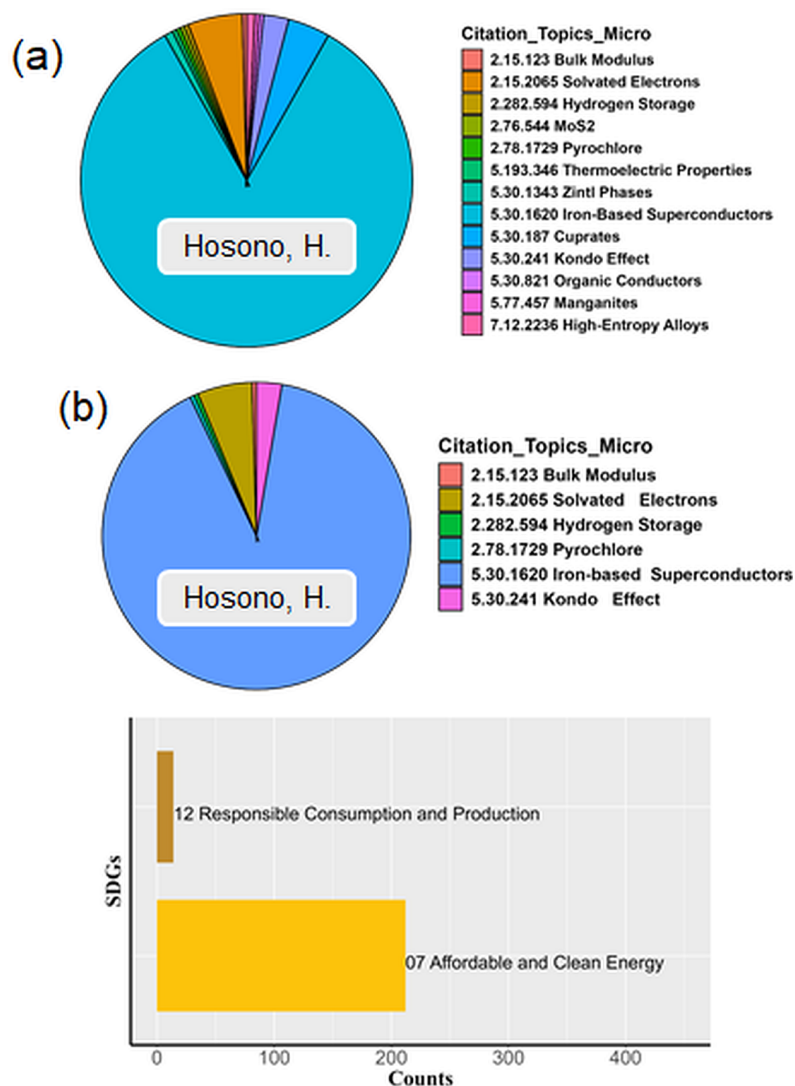 (a)
Hosono, H.
Citation_Topics_Micro
2.15.123 Bulk Modulus
2.15.2065 Solvated Electrons
2.282.594 Hydrogen Storage
2.76.544 MoS2
2.78.1729 Pyrochlore
5.193.346 Thermoelectric Properties
5.30.1343 Zintl Phases
5.30.1620 Iron-Based Superconductors
5.30.187 Cuprates
5.30.241 Kondo Effect
5.30.821 Organic Conductors
5.77.457 Manganites
7.12.2236 High-Entropy Alloys
(b)
Hosono, H.
Citation_Topics_Micro
2.15.123 Bulk Modulus
2.15.2065 Solvated Electrons
2.282.594 Hydrogen Storage
2.78.1729 Pyrochlore
5.30.1620 Iron-based Superconductors
5.30.241 Kondo Effect
SDGs
12 Responsible Consumption and Production
07 Affordable and Clean Energy
0 100 200 300 400
Counts